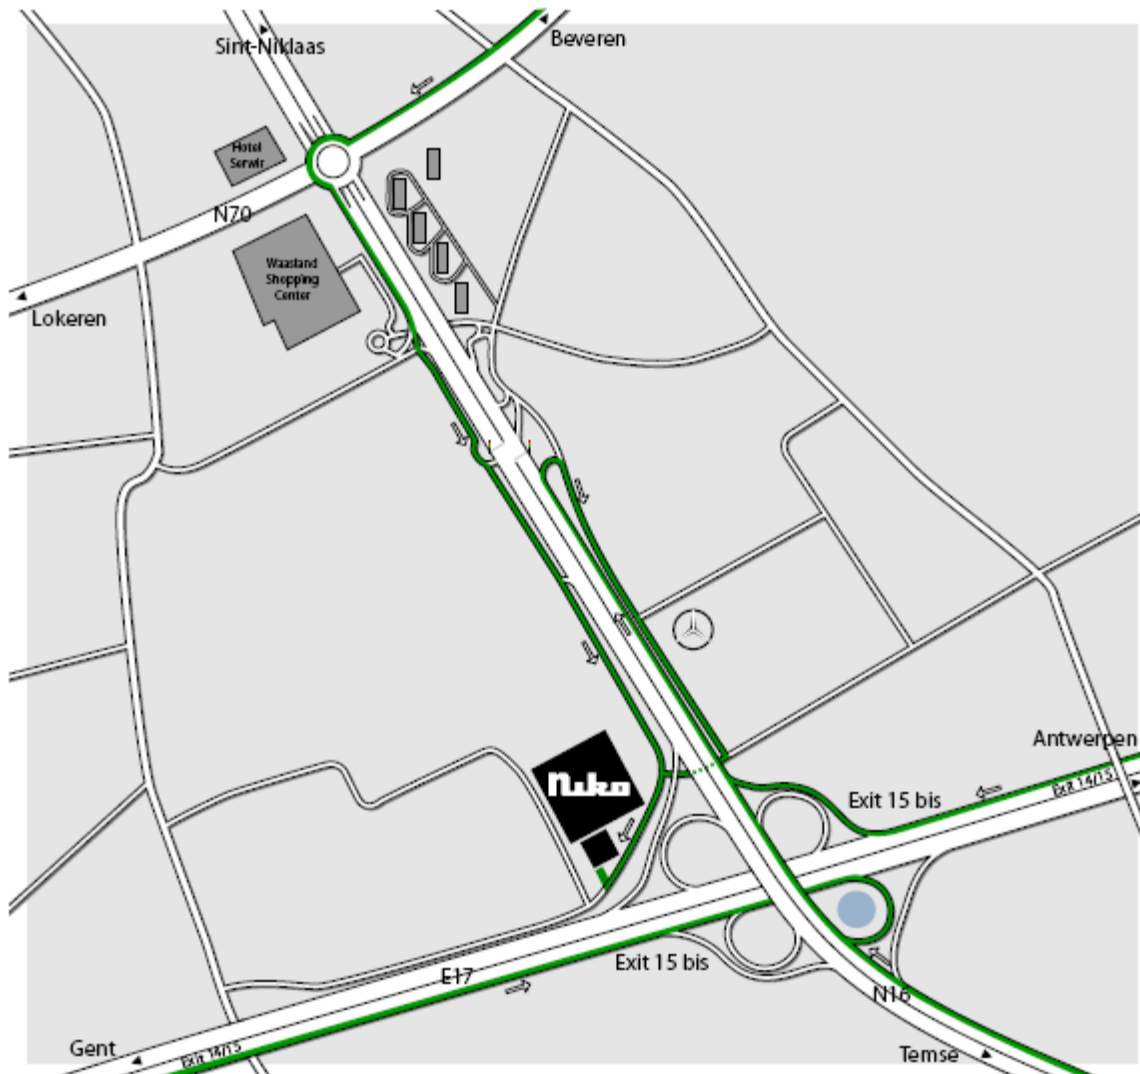 Sint-Niklaas
Beveren
Hotel
Serwir
N70
Waasland
Shopping
Center
Lokeren
Antwerpen
Exit 14/15
Niko
Exit 15 bis
Exit 15 bis
E17
N16
Gent
Exit 14/15
Temse